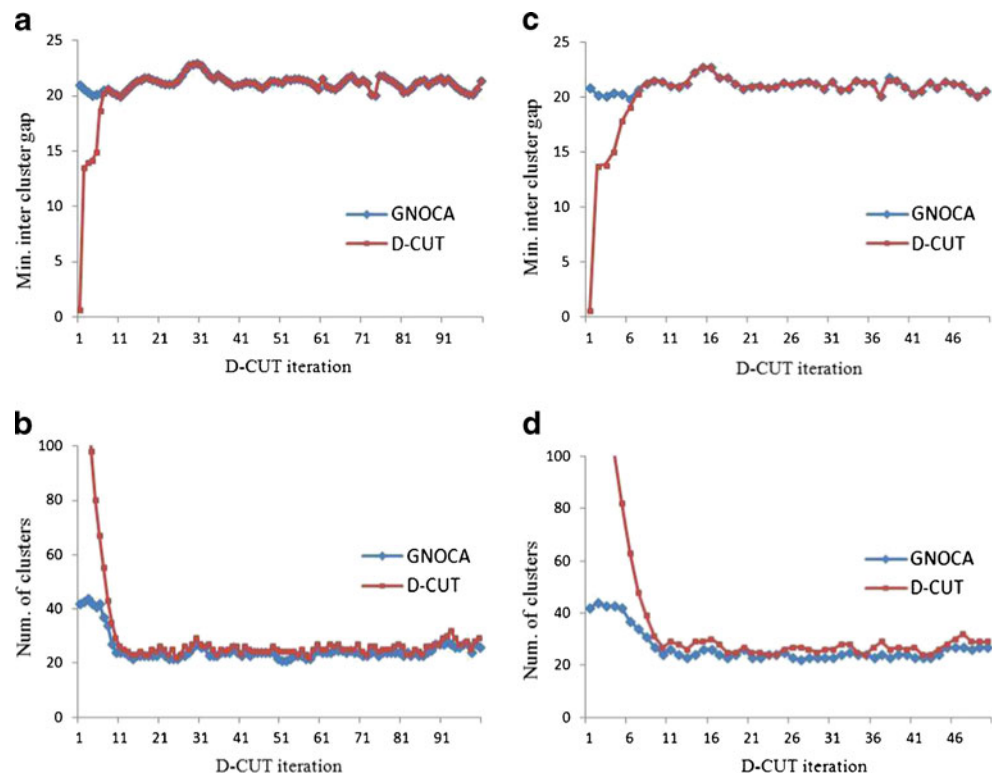 a
Min. inter cluster gap
25
20
15
10
5
0
GNOCA
D-CUT
1 11 21 31 41 51 61 71 81 91
D-CUT iteration
c
Min. inter cluster gap
25
20
15
10
5
0
GNOCA
D-CUT
1 6 11 16 21 26 31 36 41 46
D-CUT iteration
b
Num. of clusters
100
80
60
40
20
0
GNOCA
D-CUT
1 11 21 31 41 51 61 71 81 91
D-CUT iteration
d
Num. of clusters
100
80
60
40
20
0
GNOCA
D-CUT
1 6 11 16 21 26 31 36 41 46
D-CUT iteration